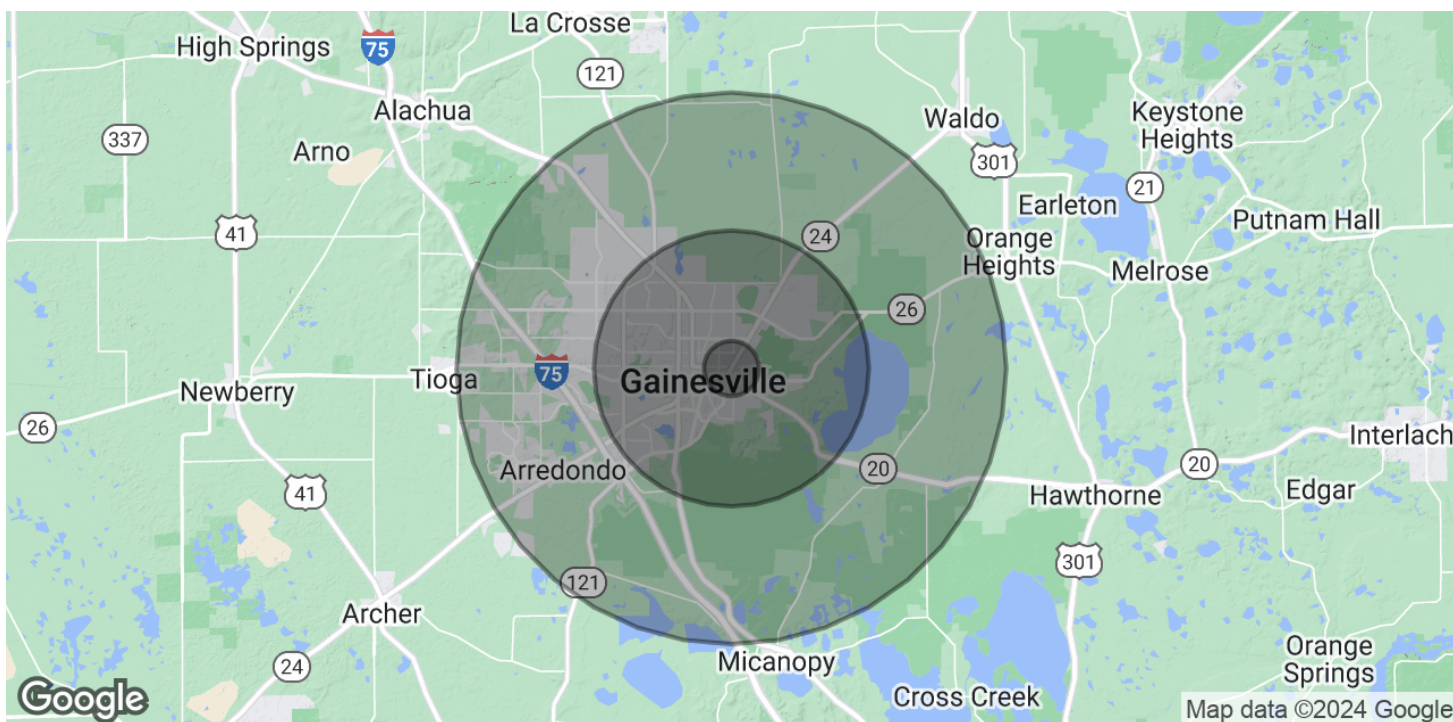 La Crosse
High Springs
75
121
Alachua
Waldo
Keystone
Heights
337
Arno
301
21
Earleton
Putnam Hall
41
24
Orange
Heights
Melrose
26
75
Tioga
Gainesville
Newberry
26
Interlach
Arredondo
20
20
41
Hawthorne
Edgar
301
121
Archer
24
Micanopy
Orange
Springs
Cross Creek
Google
Map data ©2024 Google